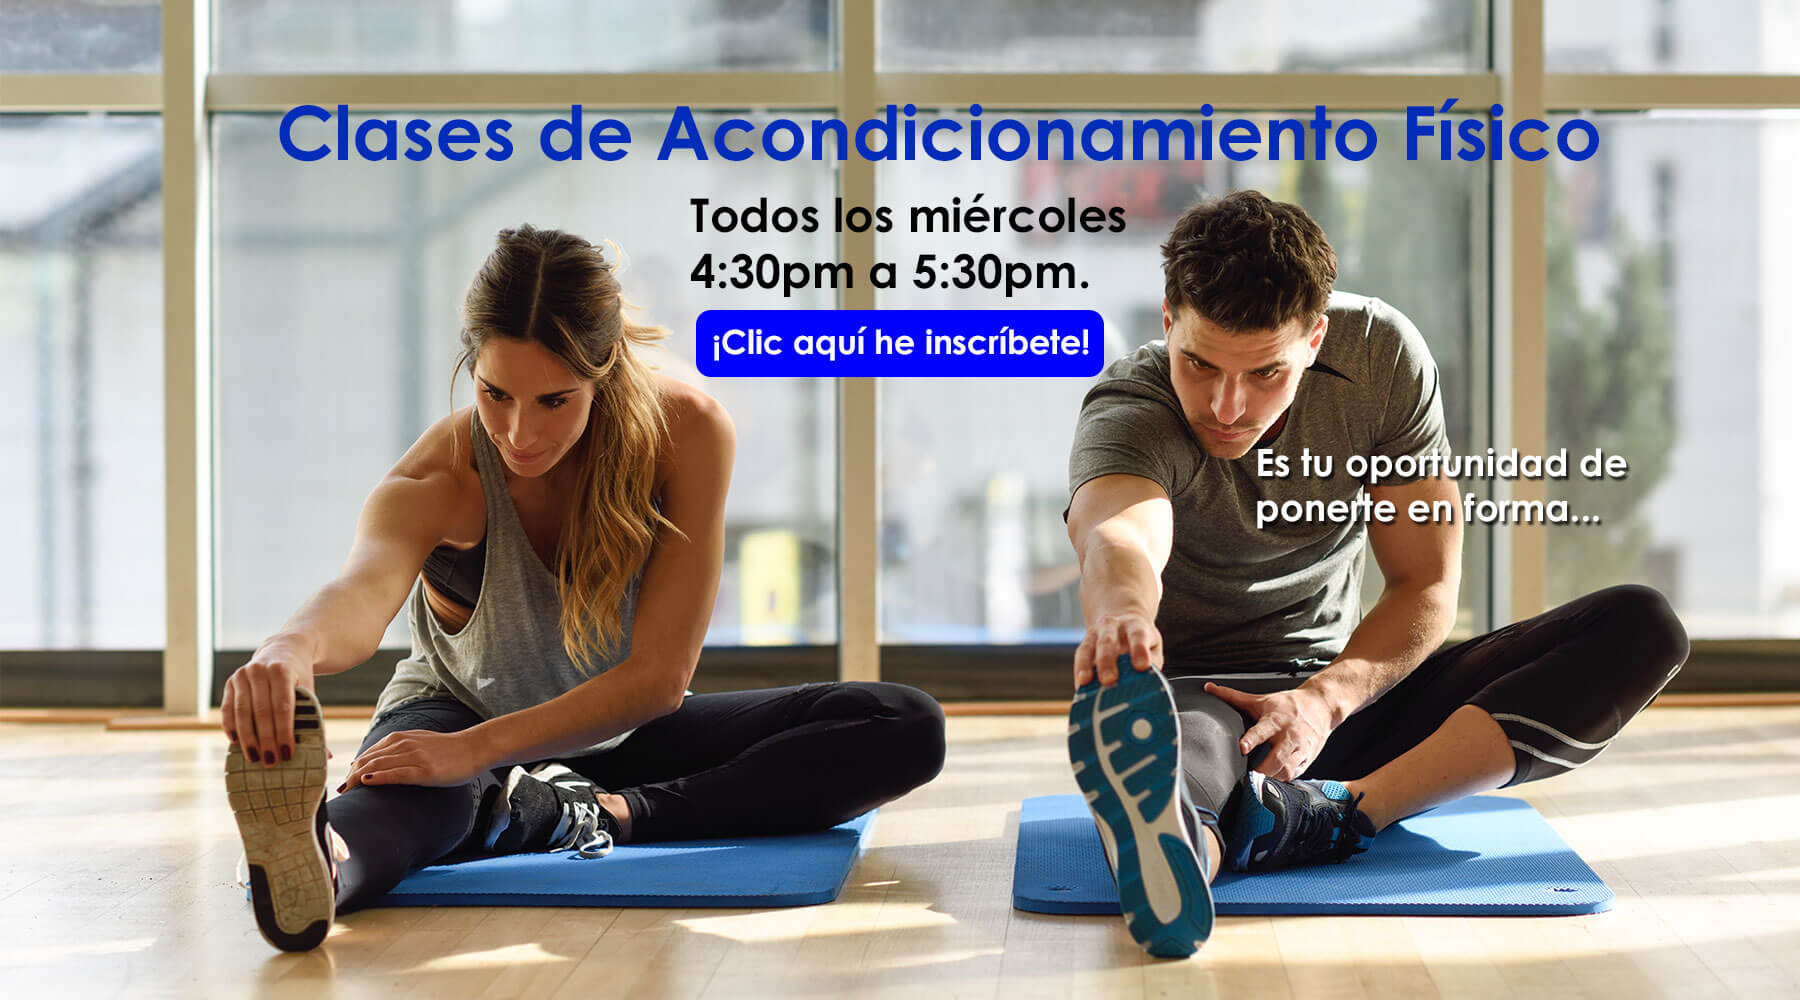 Clases de Acondicionamiento Físico
Todos los miércoles
4:30pm a 5:30pm.
¡Clic aquí he inscríbete!
Es tu oportunidad de
ponerte en forma...